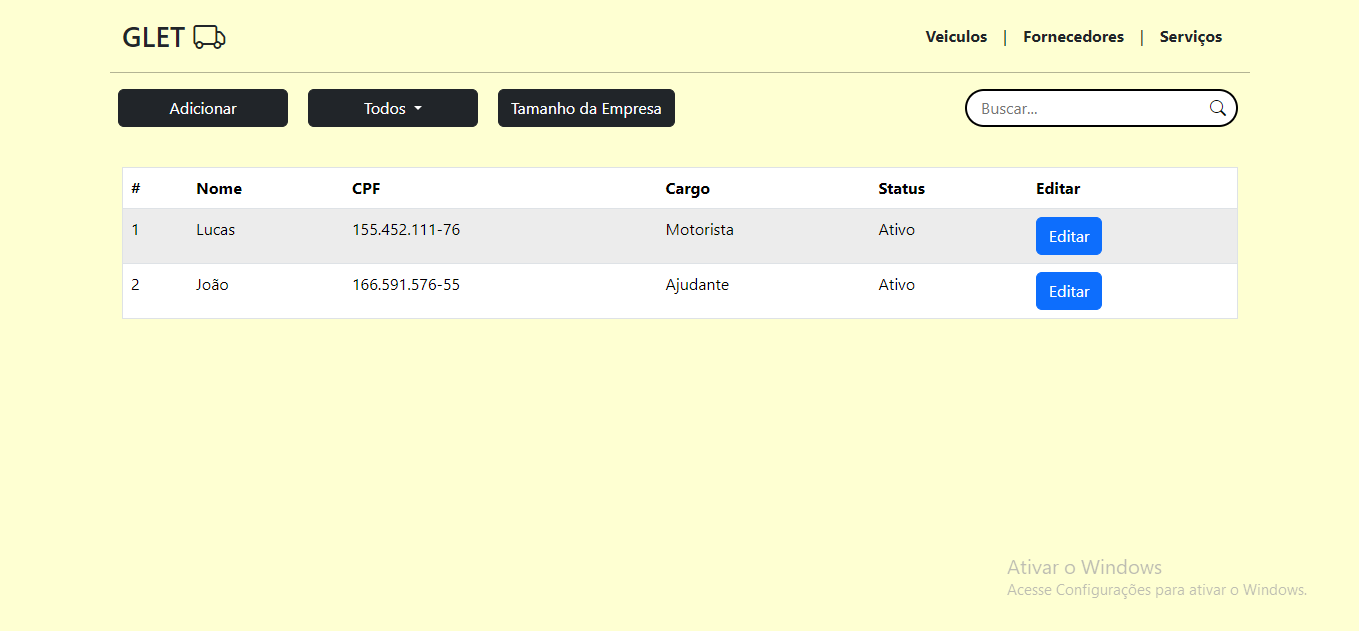 GLET
Veiculos | Fornecedores | Serviços
Adicionar Todos Tamanho da Empresa Buscar...
# Nome CPF Cargo Status Editar
1 Lucas 155.452.111-76 Motorista Ativo Editar
2 João 166.591.576-55 Ajudante Ativo Editar
Ativar o Windows
Acesse Configurações para ativar o Windows.